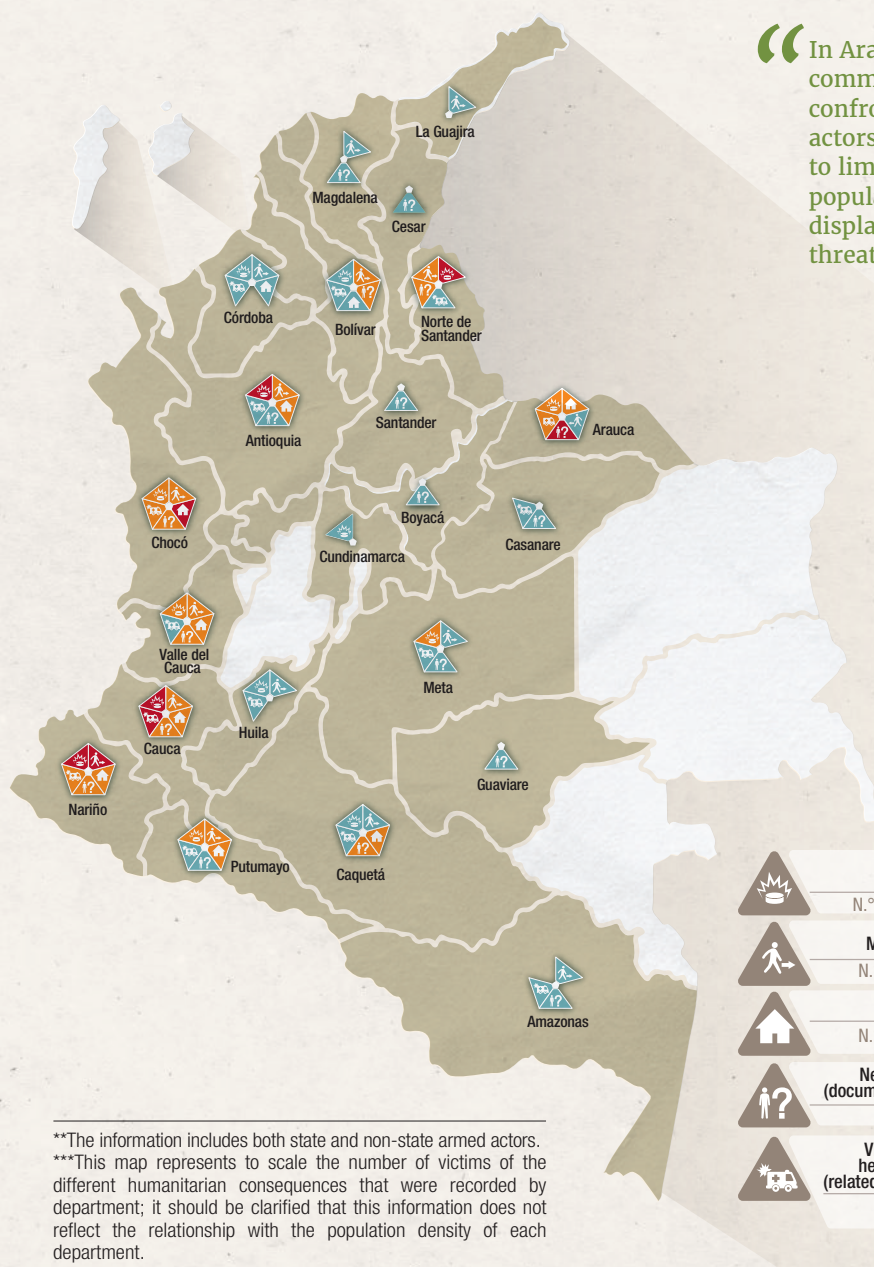 “ In Ara
comm
confro
actors
to lim
popula
displa
threat
La Guajira
Magdalena
Cesar
Córdoba
Bolívar
Norte de
Santander
Antioquia
Santander
Arauca
Chocó
Boyacá
Cundinamarca
Casanare
Valle del
Cauca
Meta
Cauca
Huila
Nariño
Guaviare
Putumayo
Caquetá
Amazonas
N.°
M
N.
N.
Ne
(docum
V
he
(related
**The information includes both state and non-state armed actors.
***This map represents to scale the number of victims of the
different humanitarian consequences that were recorded by
department; it should be clarified that this information does not
reflect the relationship with the population density of each
department.